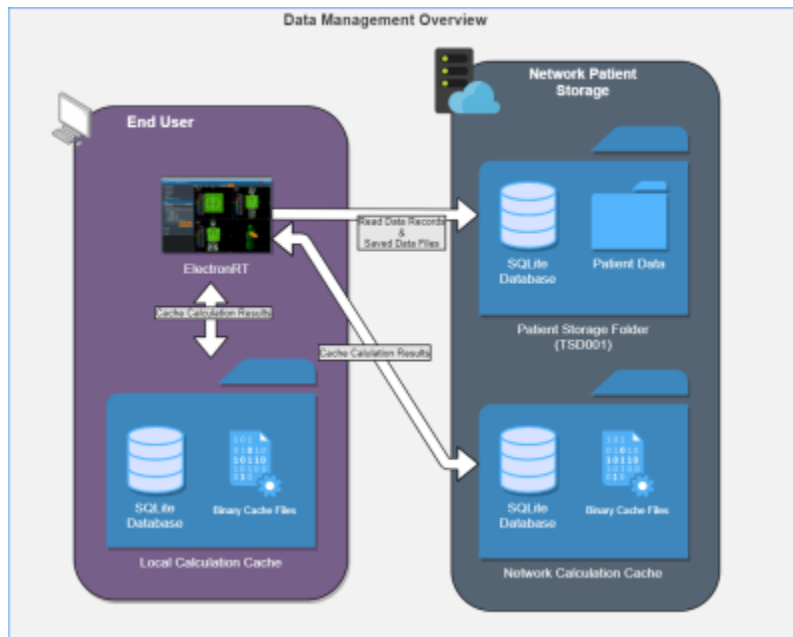 Data Management Overview
Network Patient
Storage
End User
ElectronRT
Read Data Records
&
Saved Data Files
SQLite
Database
Patient Data
Patient Storage Folder
(TSD001)
Cache Calculation Results
Cache Calulation Results
SQLite
Database
Binary Cache Files
Local Calculation Cache
SQLite
Database
Binary Cache Files
Network Calculation Cache